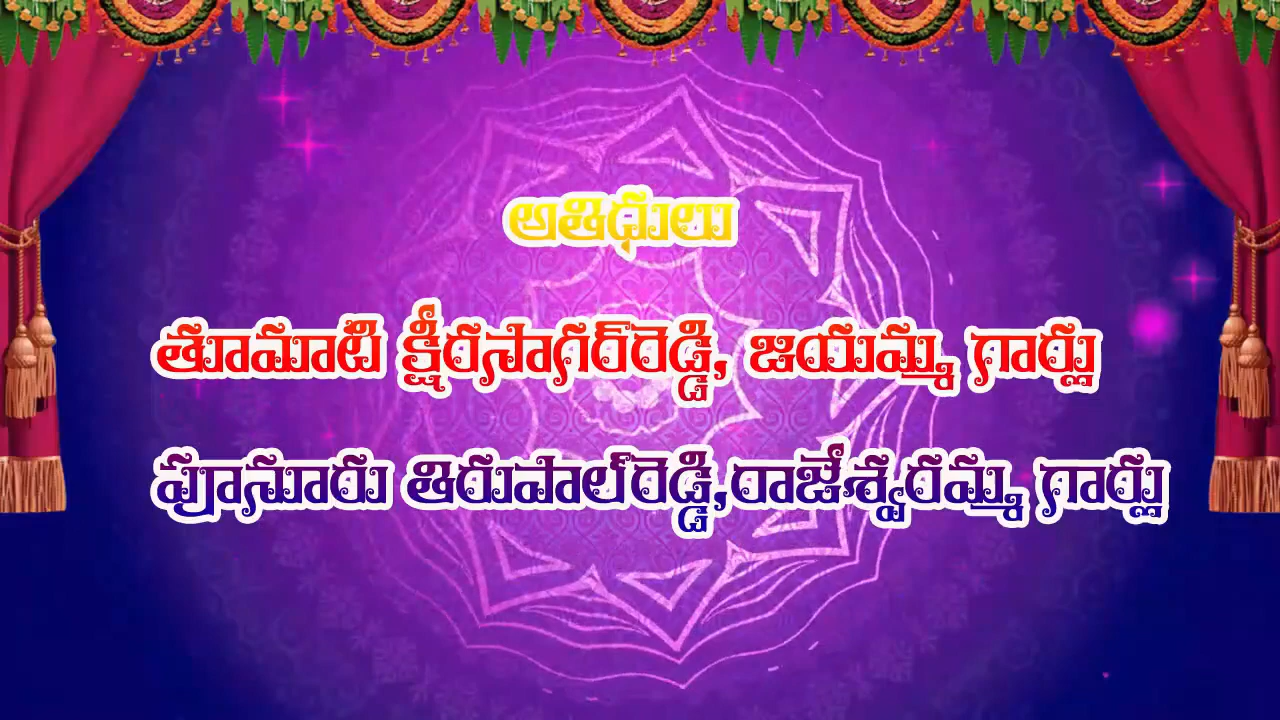 అతిధులు
తూమాటి క్షీరసాగర్‌రెడ్డి, జయమ్మ గార్లు
పూనూరు తిరుపాల్‌రెడ్డి,రాజేశ్వరమ్మ గార్లు